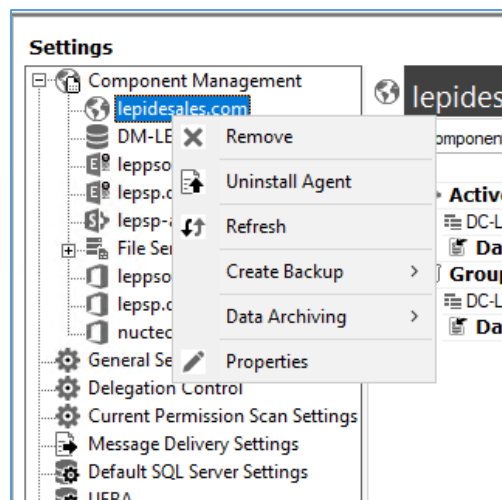 Settings
Component Management
lepidesales.com
lepides
DM-LE
Remove
omponent
leppso
lepsp.c
Uninstall Agent
Activ
DC-L
lepsp-a
Refresh
Da
File Ser
Group
leppso
Create Backup
DC-L
lepsp.c
Data Archiving
Da
nuctec
General Se
Properties
Delegation Control
Current Permission Scan Settings
Message Delivery Settings
Default SQL Server Settings
UEBA